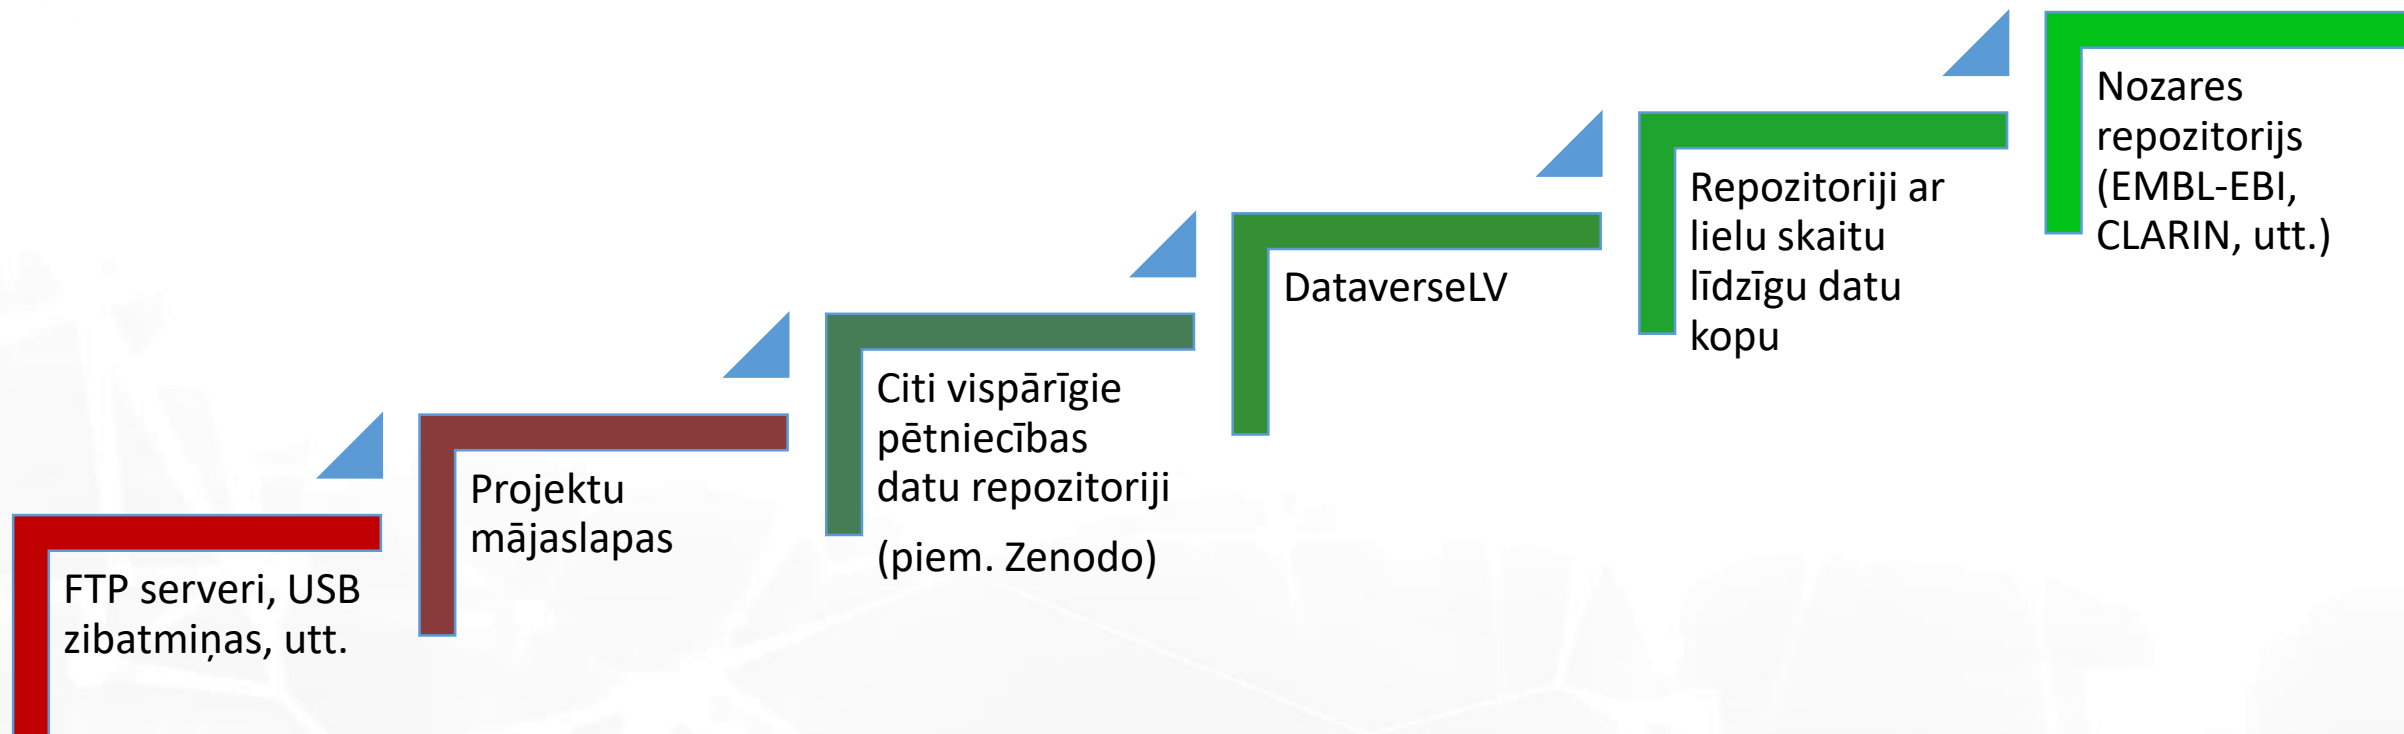 FTP serveri, USB
zibatmiņas, utt.
Projektu
mājaslapas
Citi vispārīgie
pētniecības
datu repozitoriji
(piem. Zenodo)
DataverseLV
Repozitoriji ar
lielu skaitu
līdzīgu datu
kopu
Nozares
repozitorijs
(EMBL-EBI,
CLARIN, utt.)